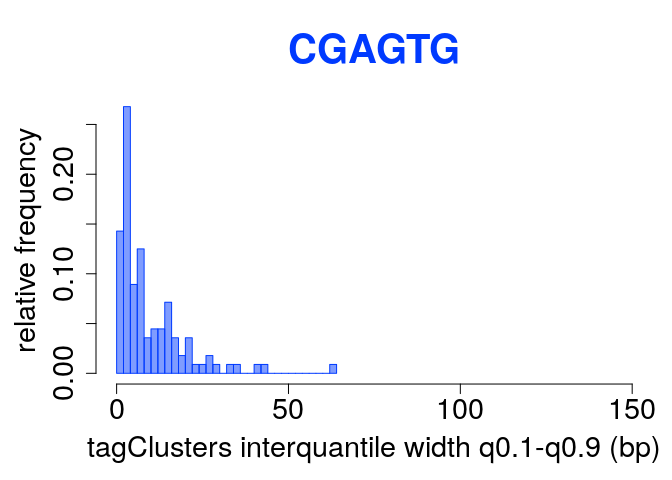 CGAGTG
relative frequency
0.20
0.10
0.00
0 50 100 150
tagClusters interquantile width q0.1-q0.9 (bp)